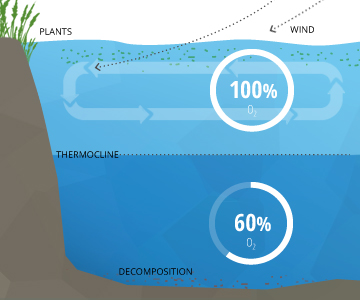 PLANTS
WIND
100%
O₂
THERMOCLINE
60%
O₂
DECOMPOSITION